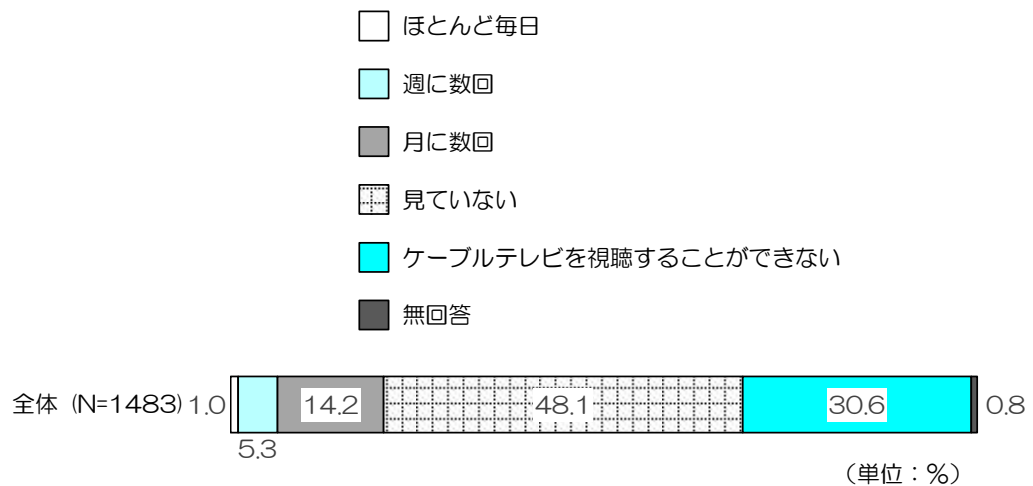 ほとんど毎日
週に数回
月に数回
見ていない
ケーブルテレビを視聴することができない
無回答
全体 (N=1483) 1.0 14.2 48.1 30.6 0.8
5.3
（単位：％）